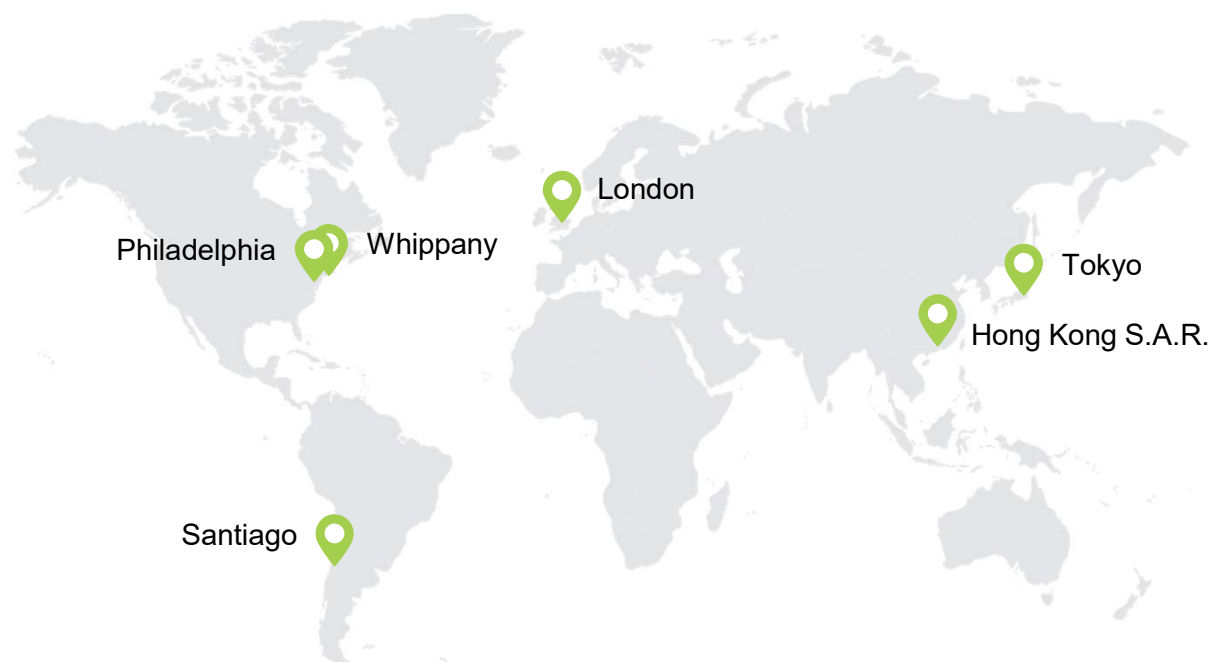 London
Philadelphia
Whippany
Tokyo
Hong Kong S.A.R.
Santiago